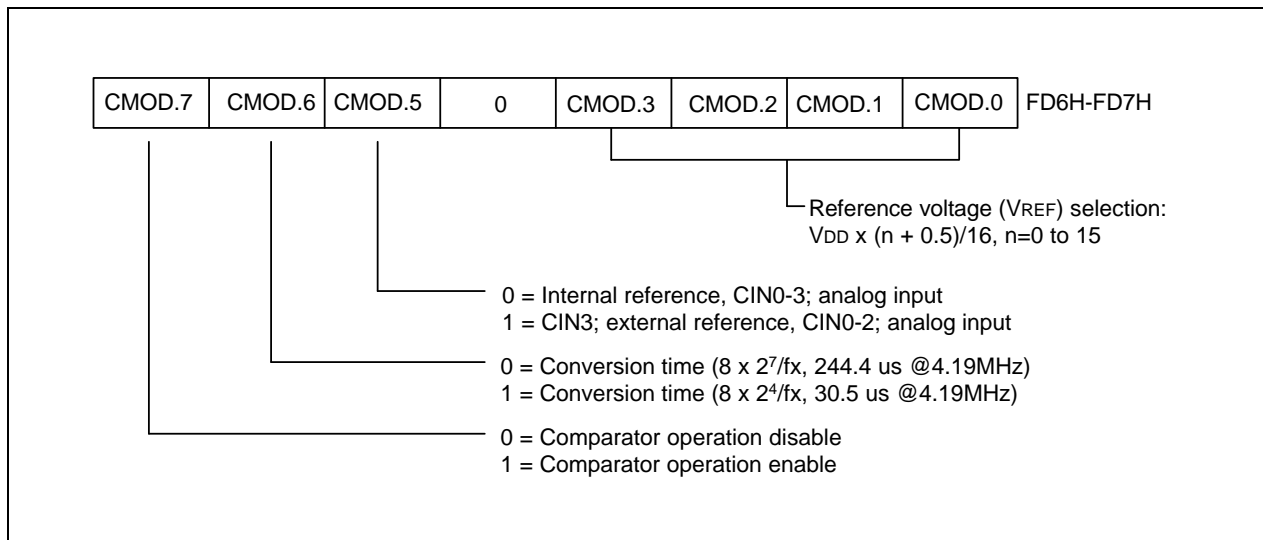 CMOD.7 CMOD.6 CMOD.5 0 CMOD.3 CMOD.2 CMOD.1 CMOD.0 FD6H-FD7H
Reference voltage (VREF) selection:
VDD x (n + 0.5)/16, n=0 to 15
0 = Internal reference, CIN0-3; analog input
1 = CIN3; external reference, CIN0-2; analog input
0 = Conversion time (8 x 2⁷/fx, 244.4 us @4.19MHz)
1 = Conversion time (8 x 2⁴/fx, 30.5 us @4.19MHz)
0 = Comparator operation disable
1 = Comparator operation enable